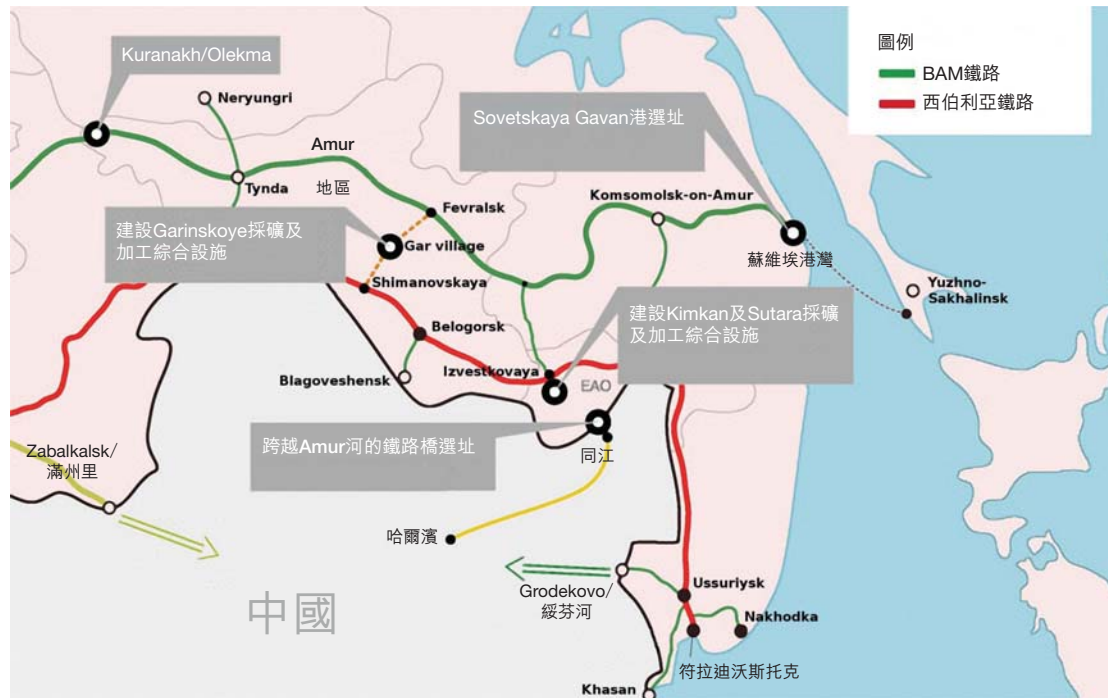 Kuranakh/Olekma
圖例
BAM鐵路
西伯利亞鐵路
Neryungri
Sovetskaya Gavan港選址
Amur
地區
Tynda
Komsomolsk-on-Amur
Fevralsk
建設Garinskoye採礦及
加工綜合設施
Gar village
蘇維埃港灣
Shimanovskaya
Yuzhno-
Sakhalinsk
建設Kimkan及Sutara採礦
及加工綜合設施
Belogorsk
Izvestkovaya
Blagoveshensk
EAO
跨越Amur河的鐵路橋選址
Zabalkalsk/
滿州里
同江
哈爾濱
Grodekovo/
綏芬河
Ussuriysk
中國
Nakhodka
符拉迪沃斯托克
Khasan